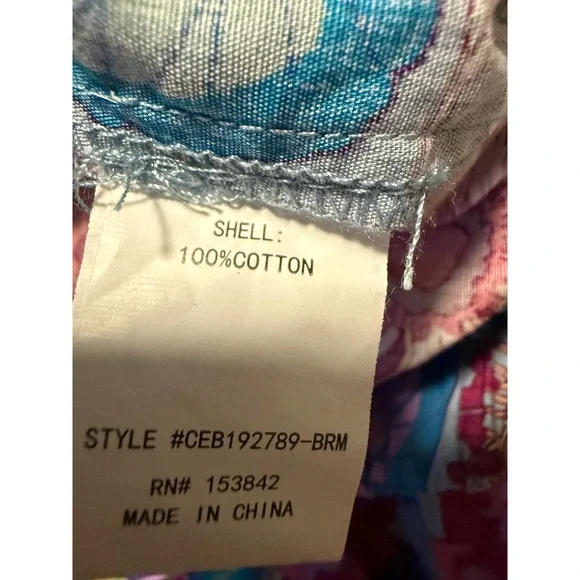 SHELL:
100%COTTON
STYLE #CEB192789-BRM
RN# 153842
MADE IN CHINA